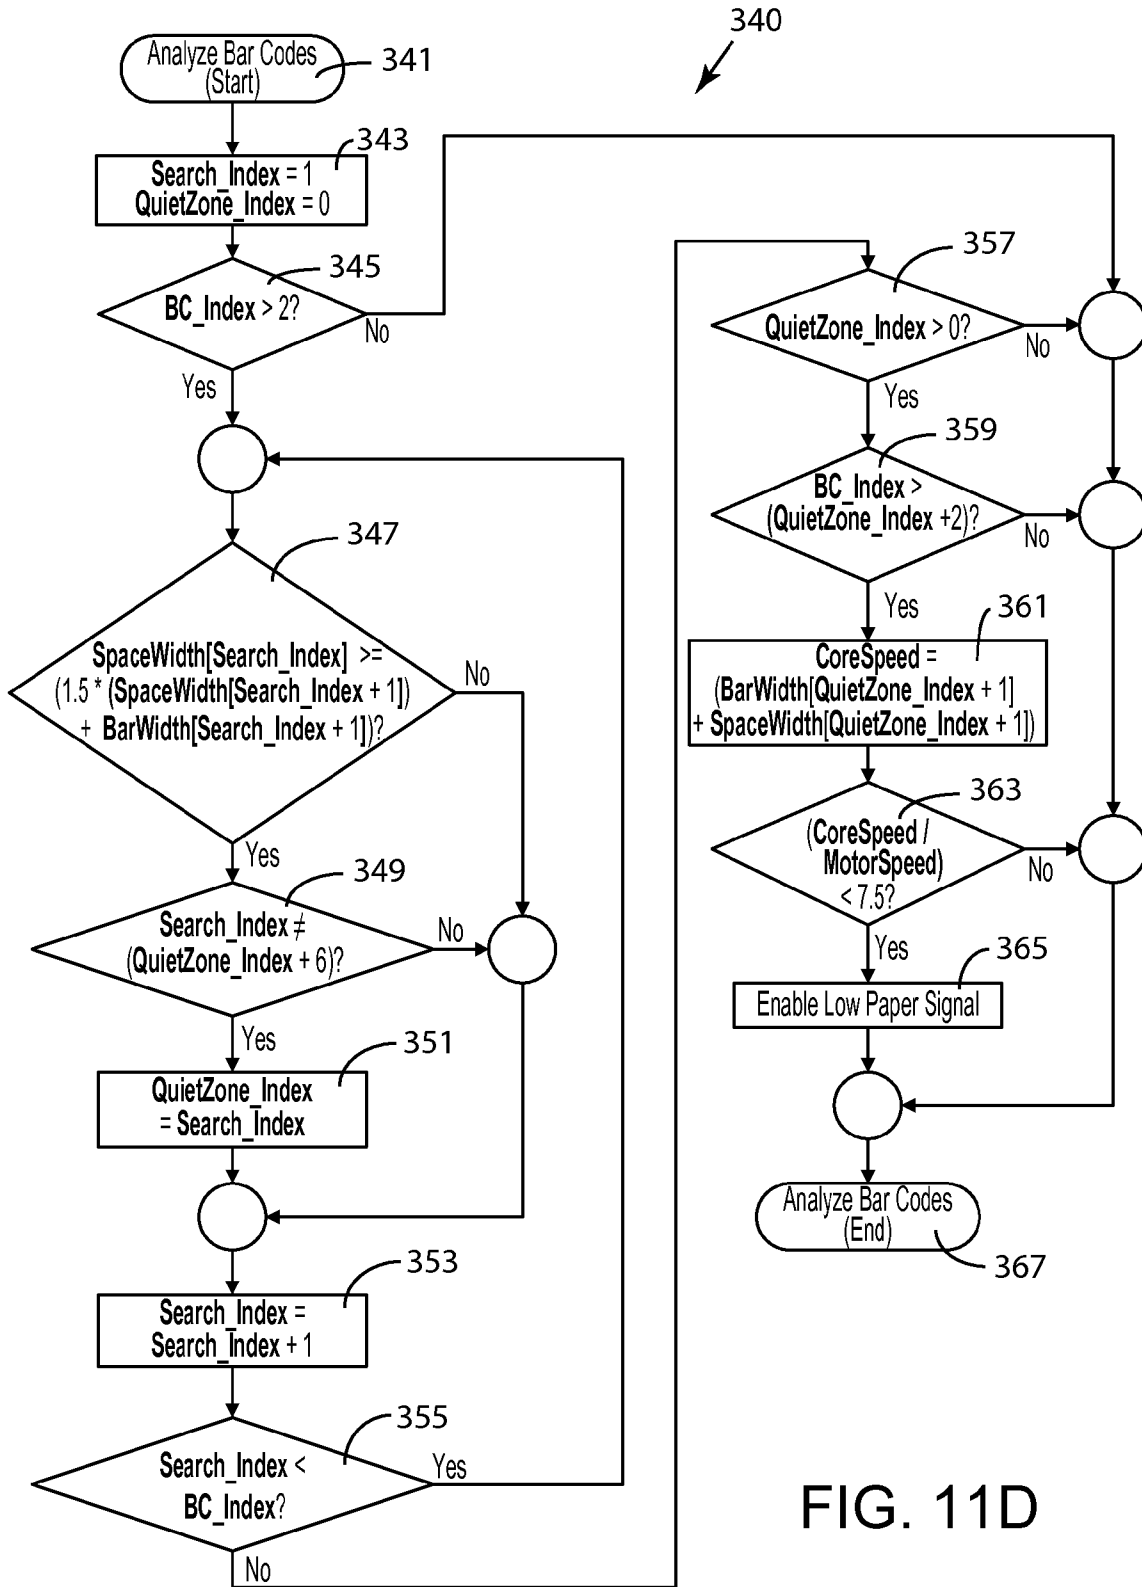 340
Analyze Bar Codes
(Start)
341
343
Search_Index = 1
QuietZone_Index = 0
345
BC_Index > 2?
No
Yes
347
SpaceWidth[Search_Index] >=
(1.5 * (SpaceWidth[Search_Index + 1])
+ BarWidth[Search_Index + 1])?
No
Yes
349
Search_Index ≠
(QuietZone_Index + 6)?
No
Yes
351
QuietZone_Index
= Search_Index
353
Search_Index =
Search_Index + 1
355
Search_Index <
BC_Index?
Yes
No
357
QuietZone_Index > 0?
No
Yes
359
BC_Index >
(QuietZone_Index +2)?
No
Yes
361
CoreSpeed =
(BarWidth[QuietZone_Index + 1]
+ SpaceWidth[QuietZone_Index + 1])
363
(CoreSpeed /
MotorSpeed)
< 7.5?
No
Yes
365
Enable Low Paper Signal
Analyze Bar Codes
(End)
367
FIG. 11D